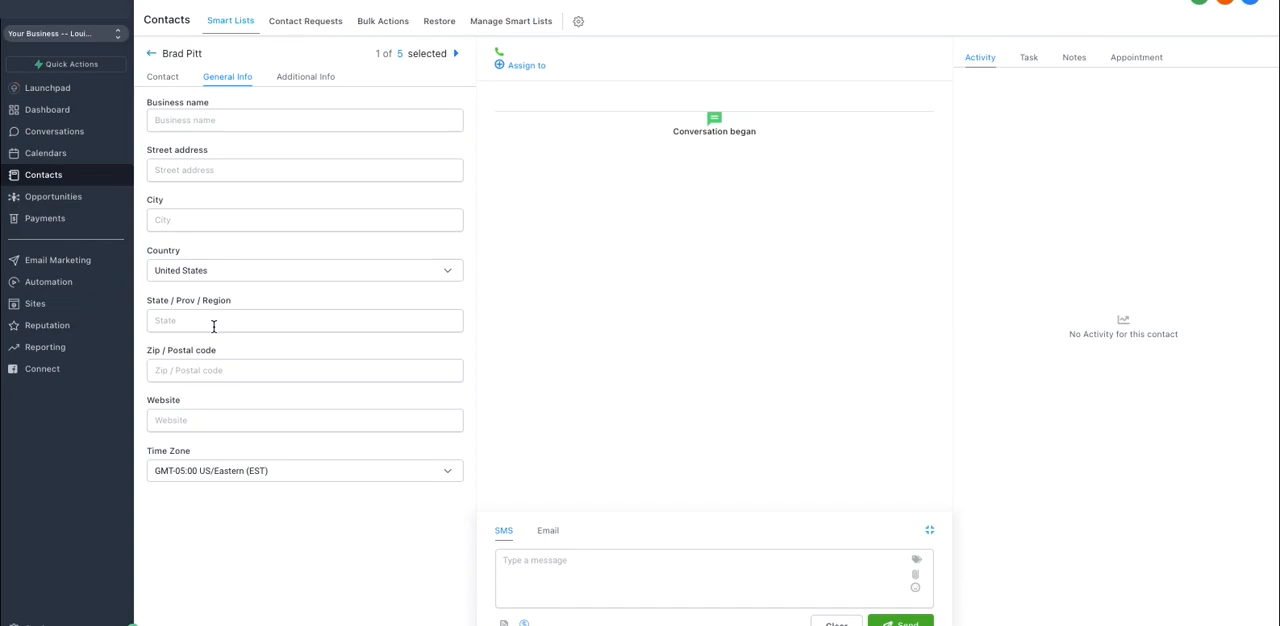 Your Business -- Loui...
Quick Actions
Launchpad
Dashboard
Conversations
Calendars
Contacts
Opportunities
Payments
Email Marketing
Automation
Sites
Reputation
Reporting
Connect
Contacts
Smart Lists
Contact Requests
Bulk Actions
Restore
Manage Smart Lists
Brad Pitt
1 of 5 selected
Contact
General Info
Additional Info
Business name
Business name
Street address
Street address
City
City
Country
United States
State / Prov / Region
State
Zip / Postal code
Zip / Postal code
Website
Website
Time Zone
GMT-05:00 US/Eastern (EST)
Assign to
Conversation began
SMS
Email
Type a message
Clear
Send
Activity
Task
Notes
Appointment
No Activity for this contact